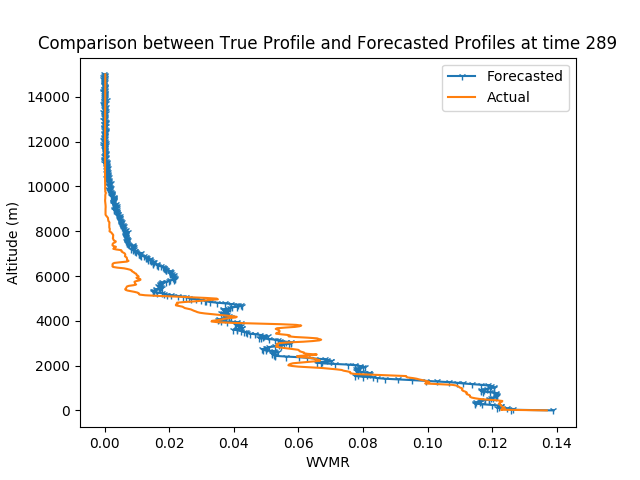 Comparison between True Profile and Forecasted Profiles at time 289
Forecasted
Actual
14000
12000
10000
8000
6000
4000
2000
0
Altitude (m)
0.00 0.02 0.04 0.06 0.08 0.10 0.12 0.14
WVMR